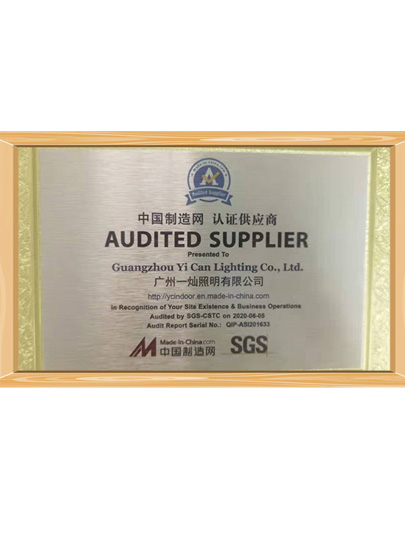 Audited Supplier
中国制造网 认证供应商
AUDITED SUPPLIER
Presented To
Guangzhou Yi Can Lighting Co., Ltd.
广州一灿照明有限公司
http://ycindoor.en.made-in-china.com/
In Recognition of Your Site Existence & Business Operations
Audited by SGS-CSTC on 2020-06-05
Audit Report Serial No.: QIP-ASI201633
Made-in-China.com
中国制造网
SGS